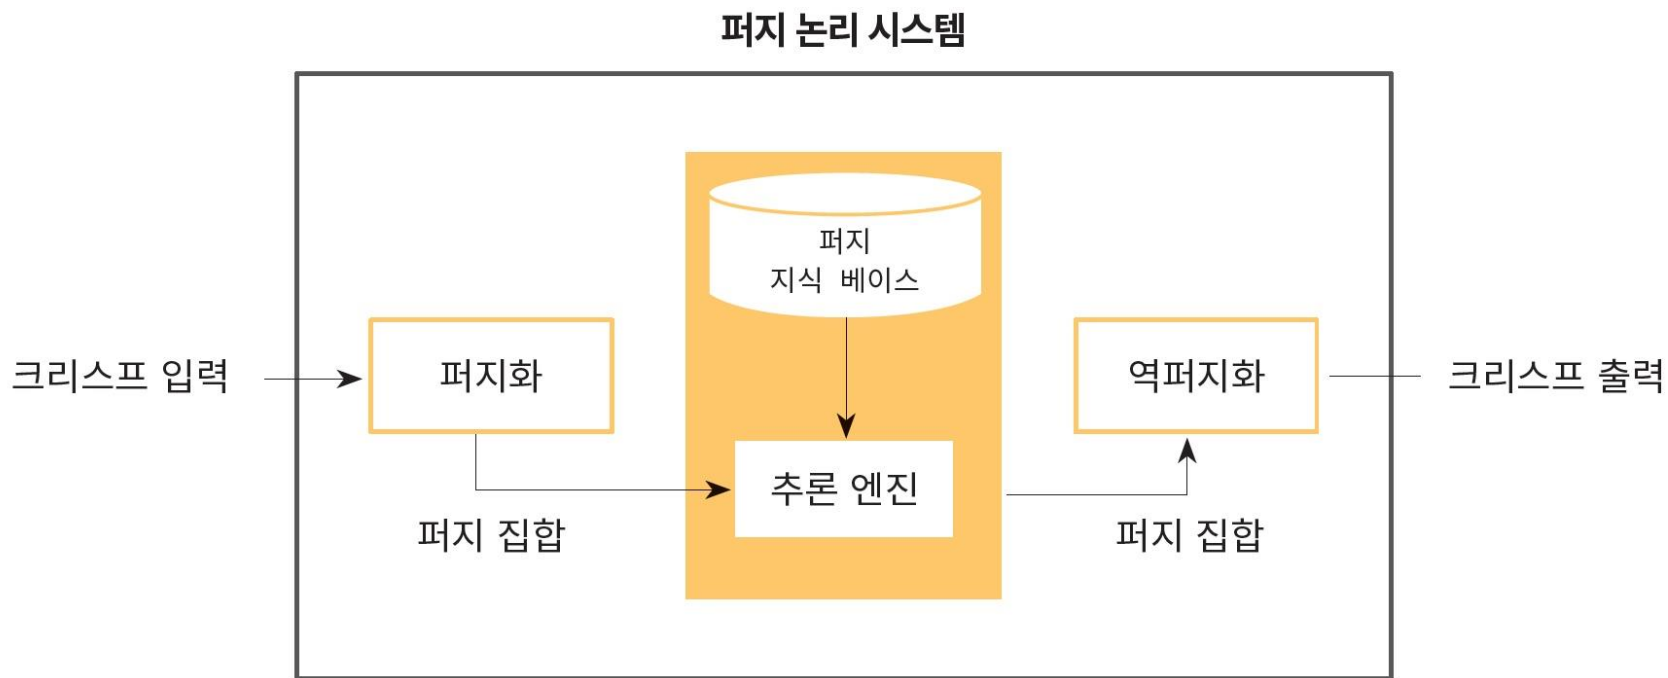 퍼지 논리 시스템
퍼지
지식 베이스
크리스프 입력
퍼지화
역퍼지화
크리스프 출력
추론 엔진
퍼지 집합
퍼지 집합